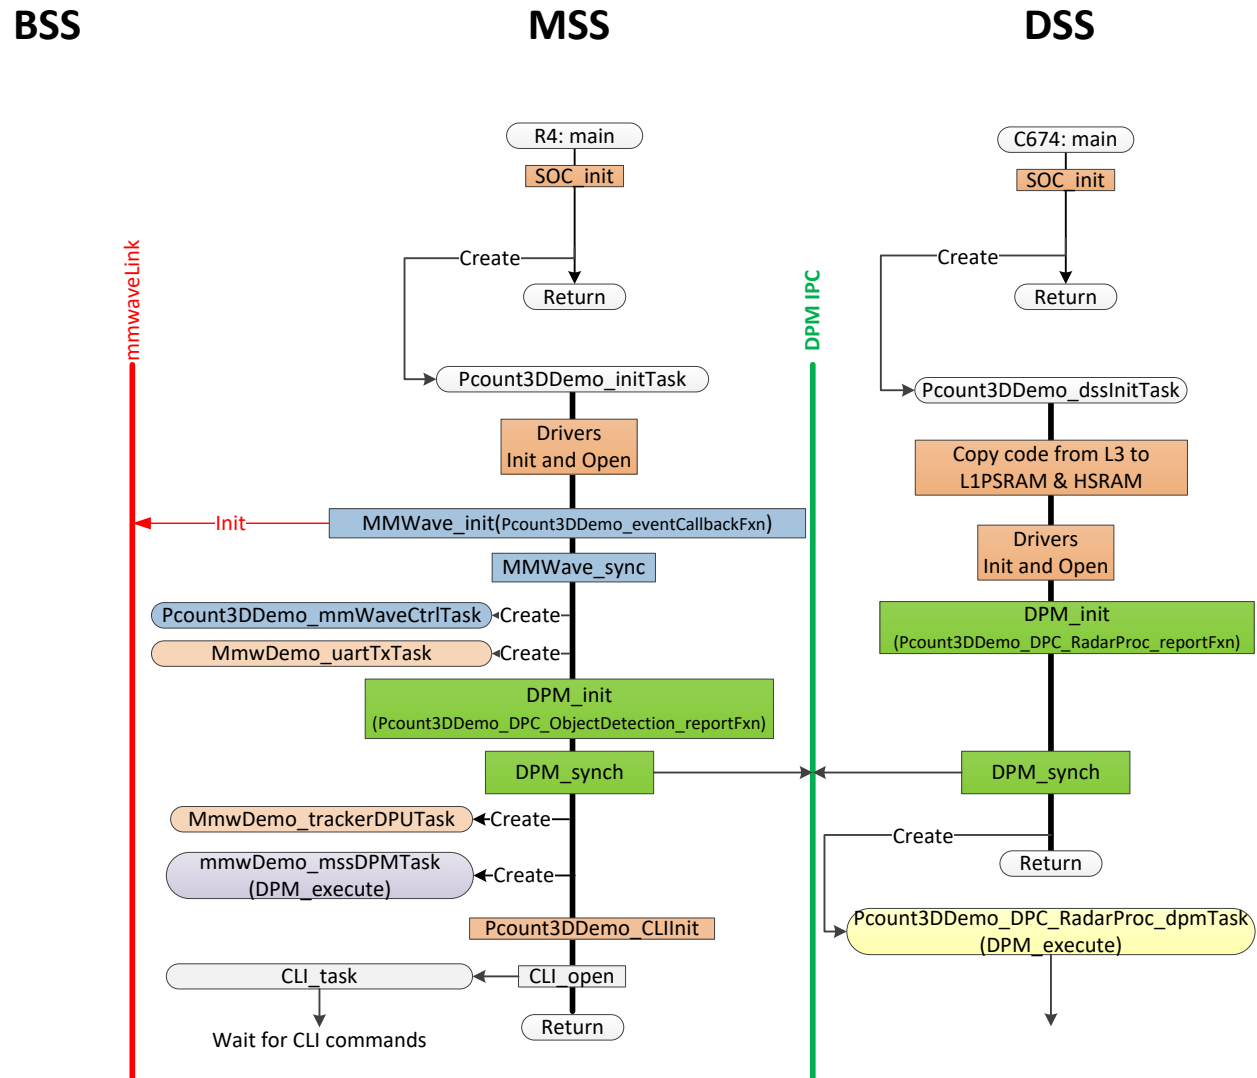 BSS
MSS
DSS
R4: main
SOC_init
Create
Return
mmwaveLink
Pcount3DDemo_initTask
Drivers
Init and Open
Init
MMWave_init(Pcount3DDemo_eventCallbackFxn)
MMWave_sync
Pcount3DDemo_mmWaveCtrlTask
Create
MmwDemo_uartTxTask
Create
DPM_init
(Pcount3DDemo_DPC_ObjectDetection_reportFxn)
DPM_synch
MmwDemo_trackerDPUTask
Create
mmwDemo_mssDPMTask
(DPM_execute)
Create
Pcount3DDemo_CLIInit
CLI_task
CLI_open
Wait for CLI commands
Return
DPM IPC
C674: main
SOC_init
Create
Return
Pcount3DDemo_dssInitTask
Copy code from L3 to
L1PSRAM & HSRAM
Drivers
Init and Open
DPM_init
(Pcount3DDemo_DPC_RadarProc_reportFxn)
DPM_synch
Create
Return
Pcount3DDemo_DPC_RadarProc_dpmTask
(DPM_execute)